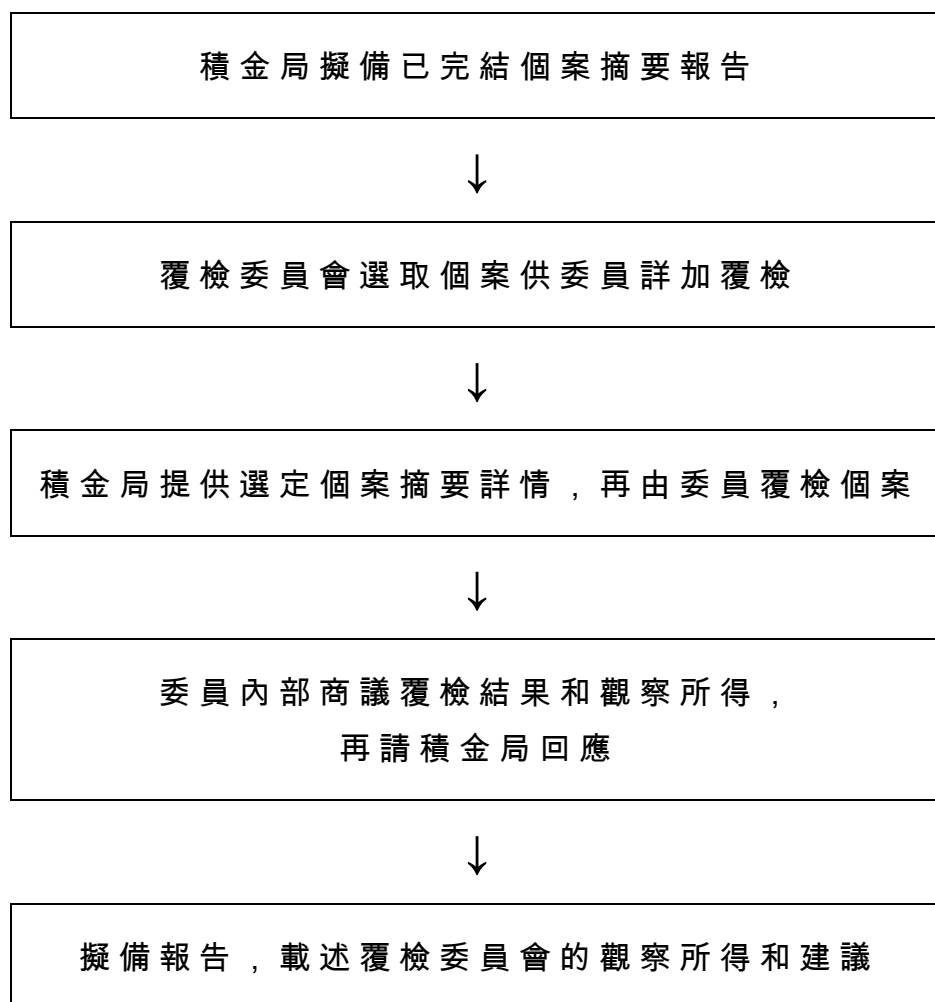 積金局擬備已完結個案摘要報告
↓
覆檢委員會選取個案供委員詳加覆檢
↓
積金局提供選定個案摘要詳情，再由委員覆檢個案
↓
委員內部商議覆檢結果和觀察所得，
再請積金局回應
↓
擬備報告，載述覆檢委員會的觀察所得和建議